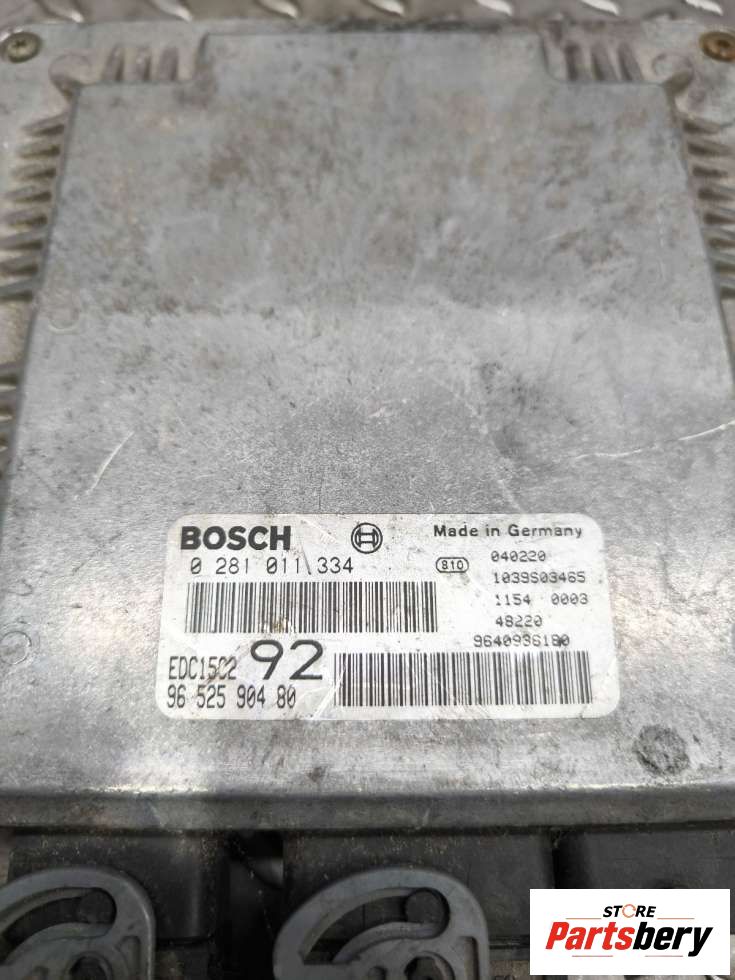 BOSCH
Made in Germany
0 281 011 334
810
040220
1039S03465
1154 0003
48220
9640936180
EDC15C2 92
96 525 904 80
STORE
Partsbery